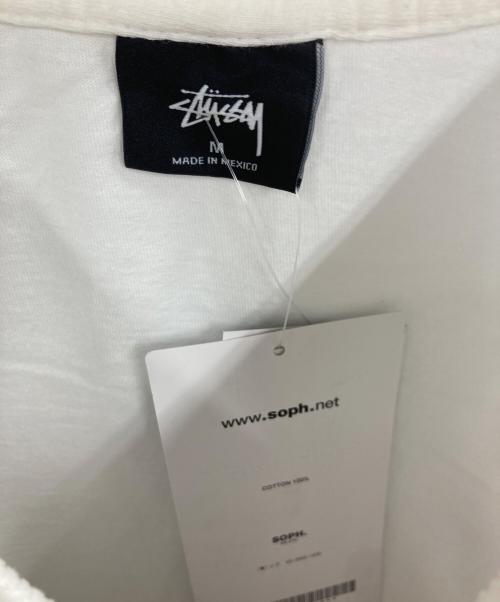 Stüssy
M
MADE IN MEXICO
www.soph.net
COTTON 100%
SOPH.